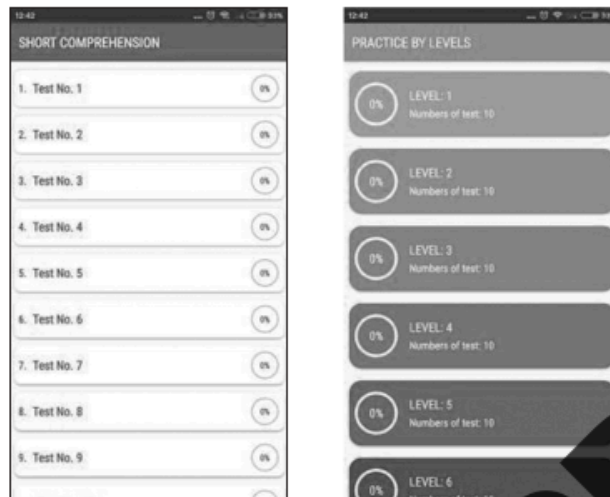 12:42
93%
SHORT COMPREHENSION
1. Test No. 1
0%
2. Test No. 2
0%
3. Test No. 3
0%
4. Test No. 4
0%
5. Test No. 5
0%
6. Test No. 6
0%
7. Test No. 7
0%
8. Test No. 8
0%
9. Test No. 9
0%
12:42
PRACTICE BY LEVELS
0%
LEVEL: 1
Numbers of test: 10
0%
LEVEL: 2
Numbers of test: 10
0%
LEVEL: 3
Numbers of test: 10
0%
LEVEL: 4
Numbers of test: 10
0%
LEVEL: 5
Numbers of test: 10
0%
LEVEL: 6